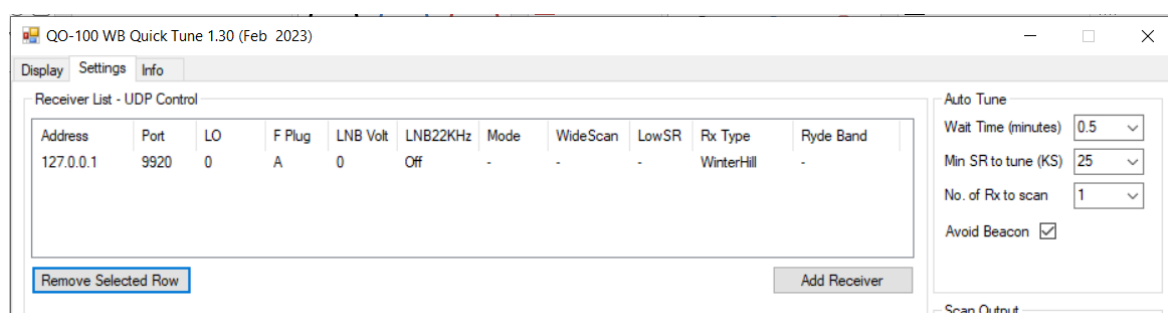 QO-100 WB Quick Tune 1.30 (Feb 2023)
Display Settings Info
Receiver List - UDP Control
Address Port LO F Plug LNB Volt LNB22KHz Mode WideScan LowSR Rx Type Ryde Band
127.0.0.1 9920 0 A 0 Off - - - WinterHill -
Remove Selected Row
Add Receiver
Auto Tune
Wait Time (minutes) 0.5
Min SR to tune (KS) 25
No. of Rx to scan 1
Avoid Beacon
Scan Output